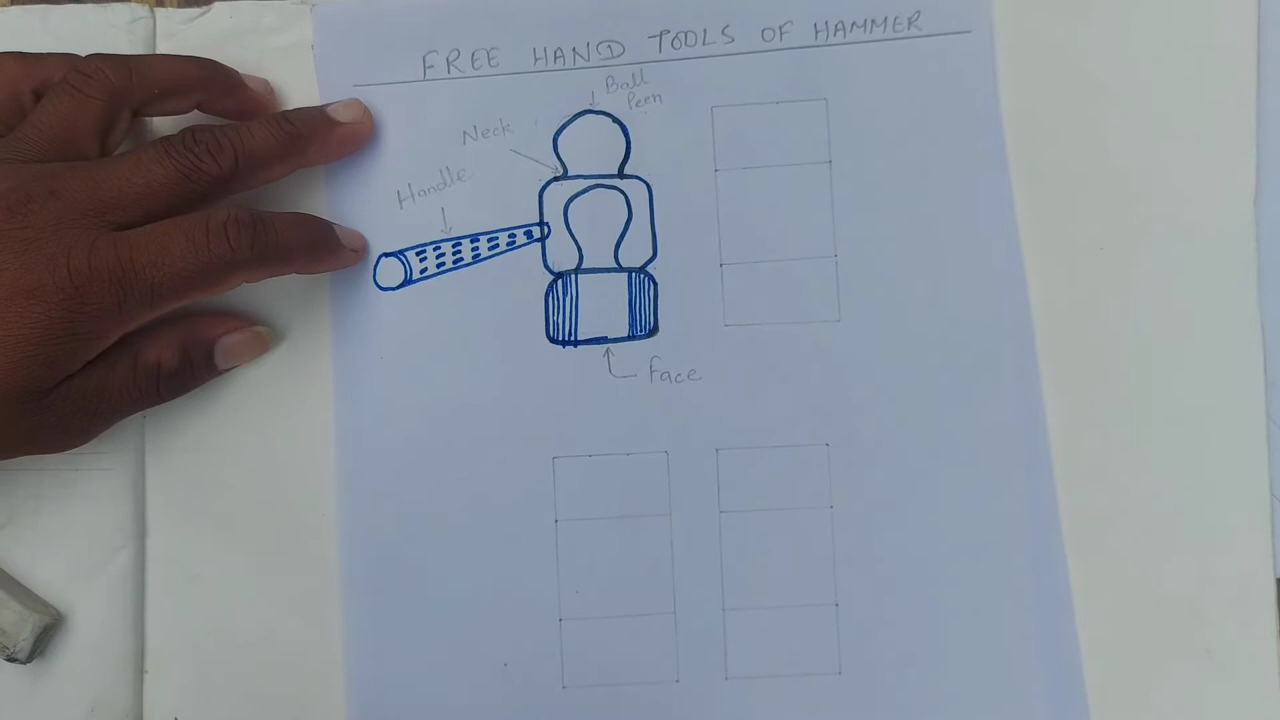 FREE HAND TOOLS OF HAMMER
Ball
Peen
Neck
Handle
Face